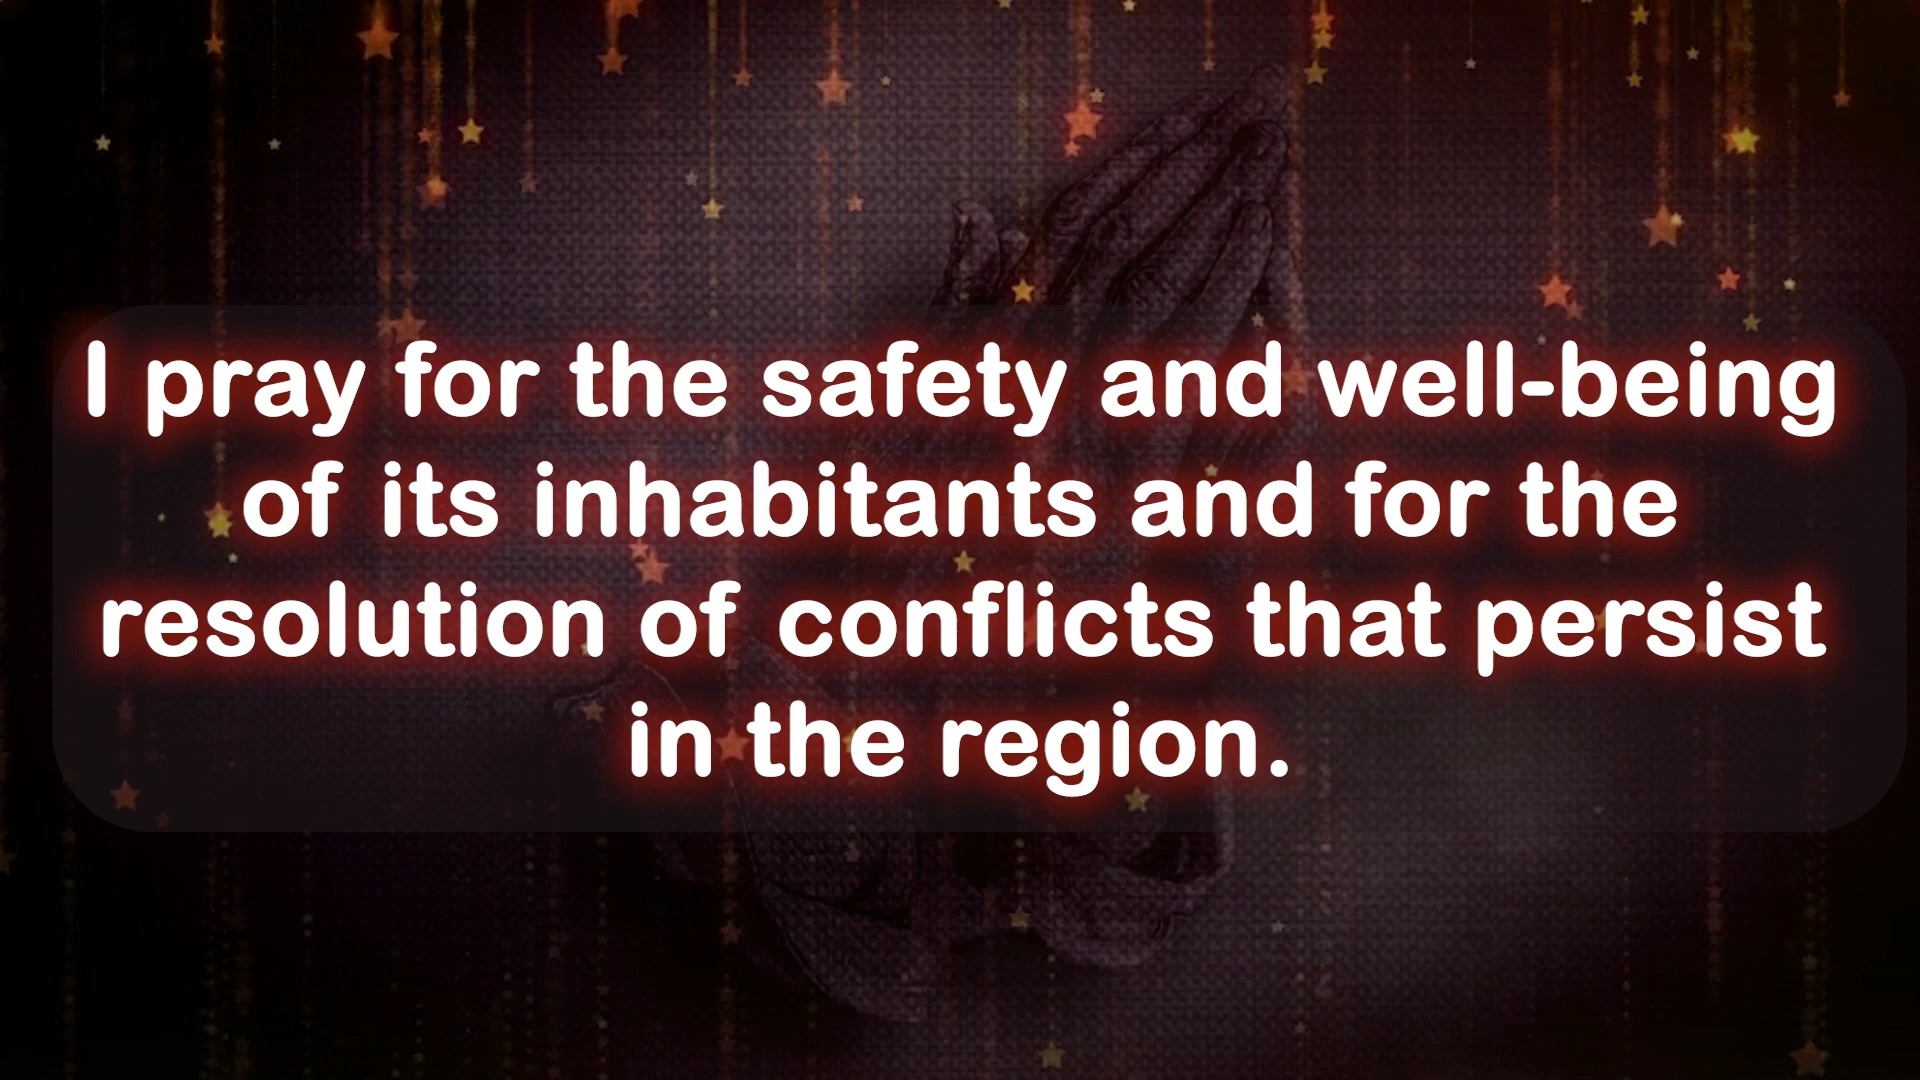 I pray for the safety and well-being
of its inhabitants and for the
resolution of conflicts that persist
in the region.